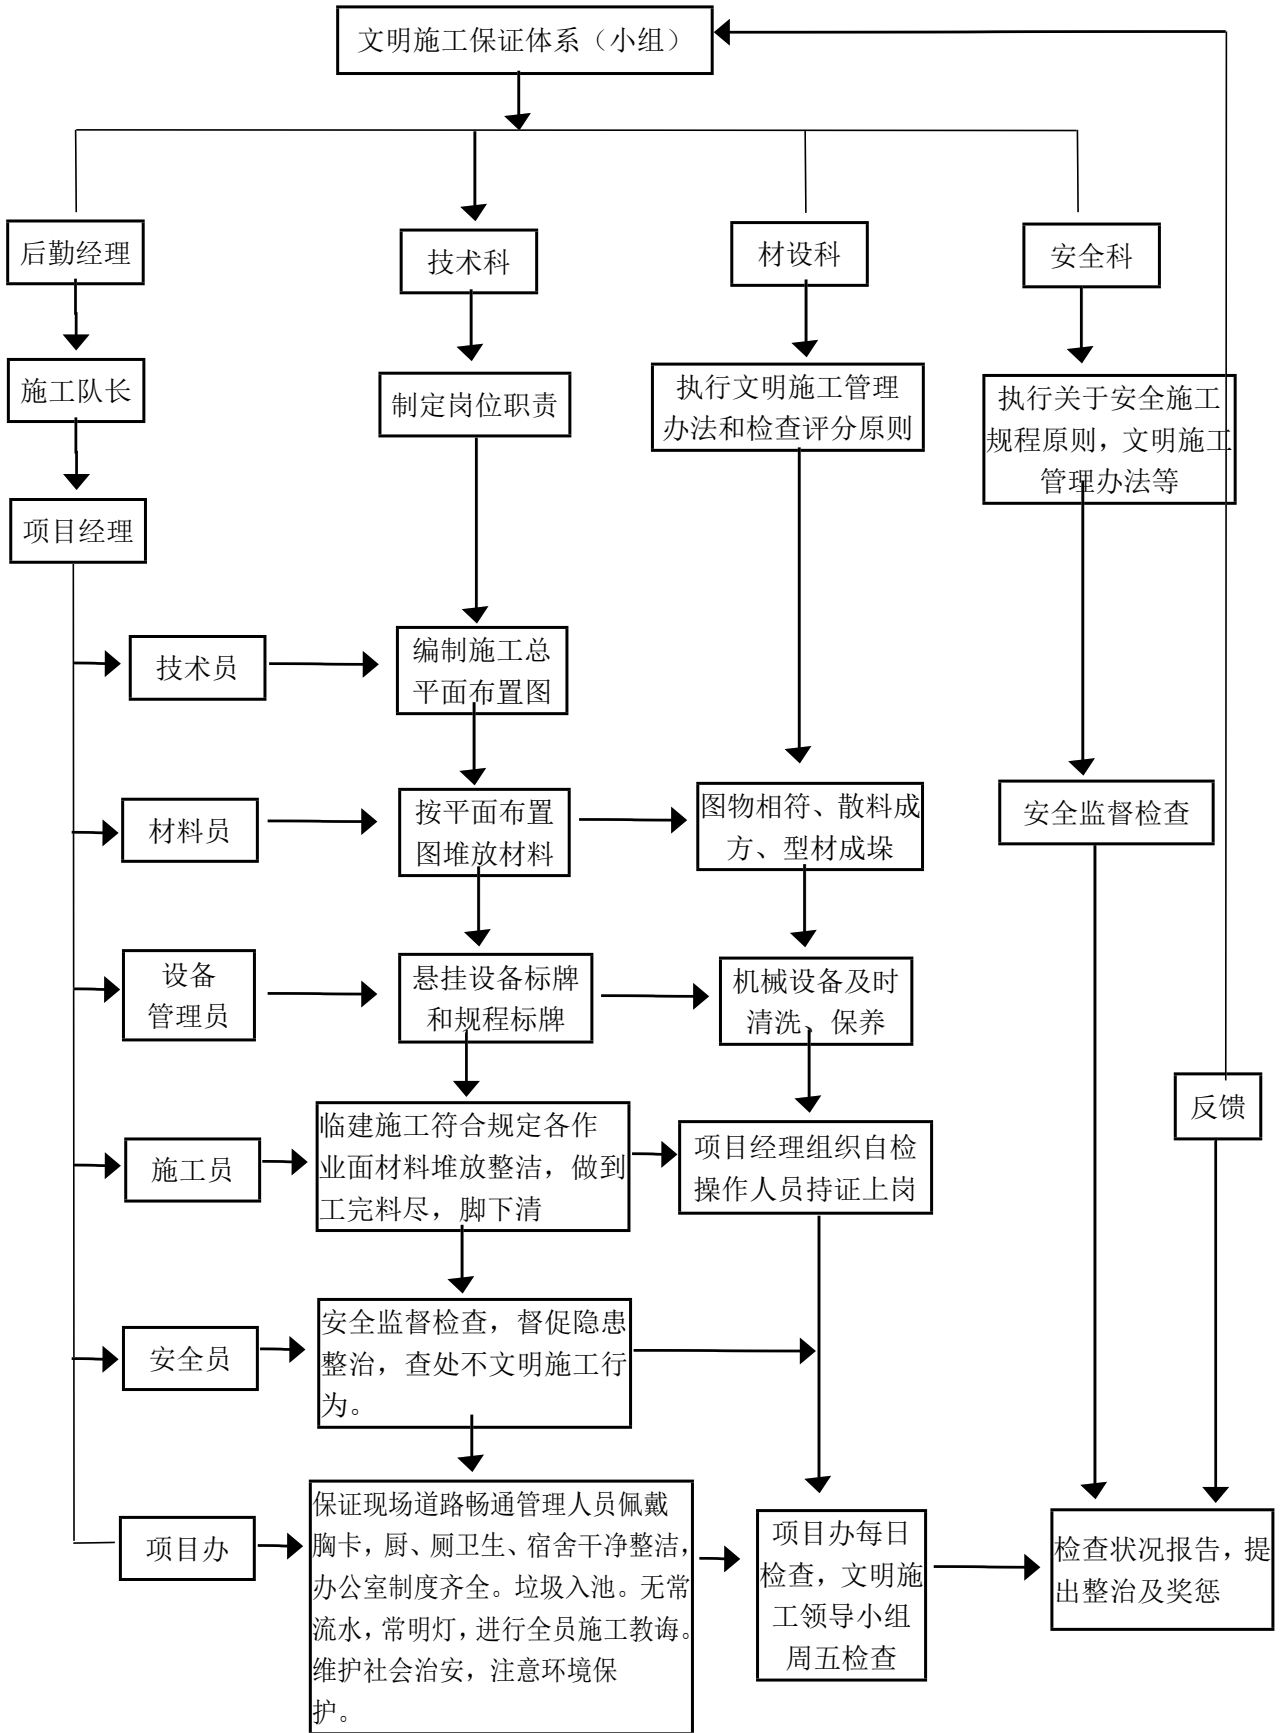 文明施工保证体系（小组）
后勤经理
技术科
材设科
安全科
施工队长
制定岗位职责
执行文明施工管理
办法和检查评分原则
执行关于安全施工
规程原则，文明施工
管理办法等
项目经理
技术员
编制施工总
平面布置图
材料员
按平面布置
图堆放材料
图物相符、散料成
方、型材成垛
安全监督检查
设备
管理员
悬挂设备标牌
和规程标牌
机械设备及时
清洗、保养
反馈
施工员
临建施工符合规定各作
业面材料堆放整洁，做到
工完料尽，脚下清
项目经理组织自检
操作人员持证上岗
安全员
安全监督检查，督促隐患
整治，查处不文明施工行
为。
项目办
保证现场道路畅通管理人员佩戴
胸卡，厨、厕卫生、宿舍干净整洁，
办公室制度齐全。垃圾入池。无常
流水，常明灯，进行全员施工教诲。
维护社会治安，注意环境保
护。
项目办每日
检查，文明施
工领导小组
周五检查
检查状况报告，提
出整治及奖惩